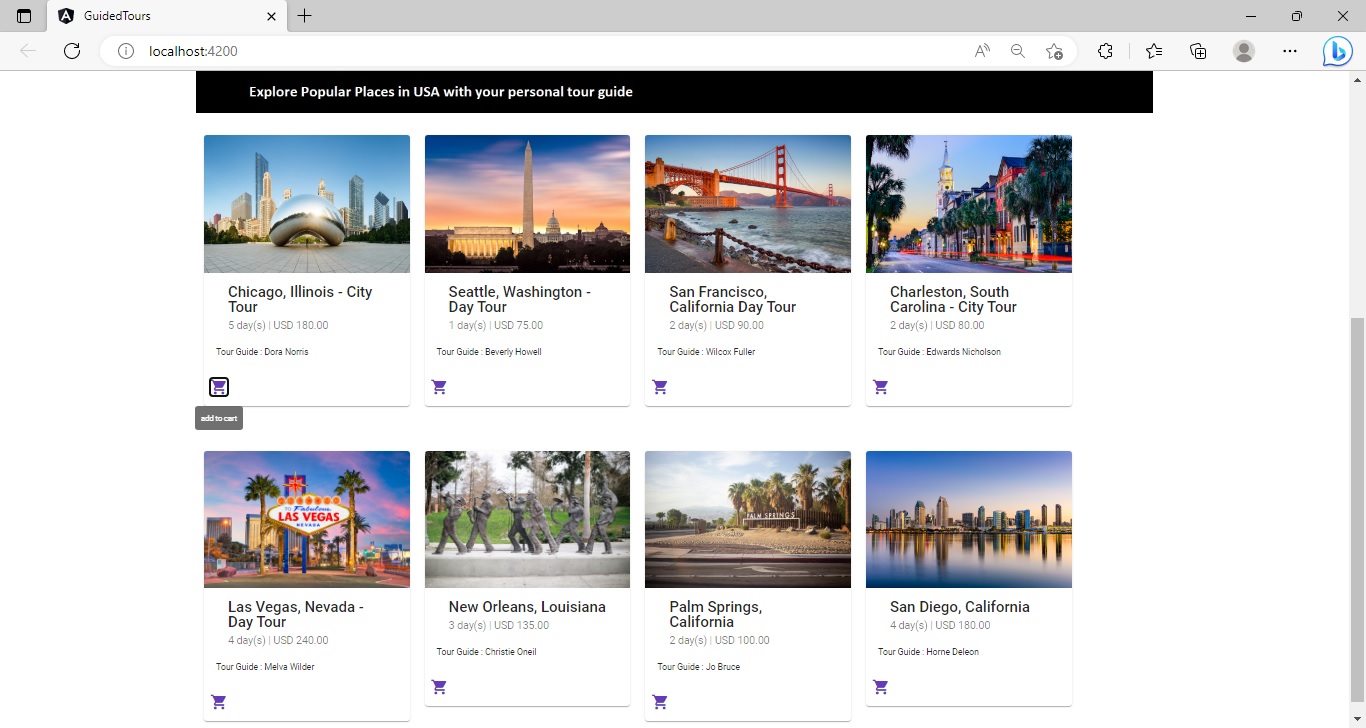 GuidedTours
localhost:4200
Explore Popular Places in USA with your personal tour guide
Chicago, Illinois - City
Tour
5 day(s) | USD 180.00
Tour Guide : Dora Norris
add to cart
Seattle, Washington -
Day Tour
1 day(s) | USD 75.00
Tour Guide : Beverly Howell
San Francisco,
California Day Tour
2 day(s) | USD 90.00
Tour Guide : Wilcox Fuller
Charleston, South
Carolina - City Tour
2 day(s) | USD 80.00
Tour Guide : Edwards Nicholson
TO Fabulous
LAS VEGAS
NEVADA
Las Vegas, Nevada -
Day Tour
4 day(s) | USD 240.00
Tour Guide : Melva Wilder
New Orleans, Louisiana
3 day(s) | USD 135.00
Tour Guide : Christie Oneil
PALM SPRINGS
Palm Springs,
California
2 day(s) | USD 100.00
Tour Guide : Jo Bruce
San Diego, California
4 day(s) | USD 180.00
Tour Guide : Horne Deleon